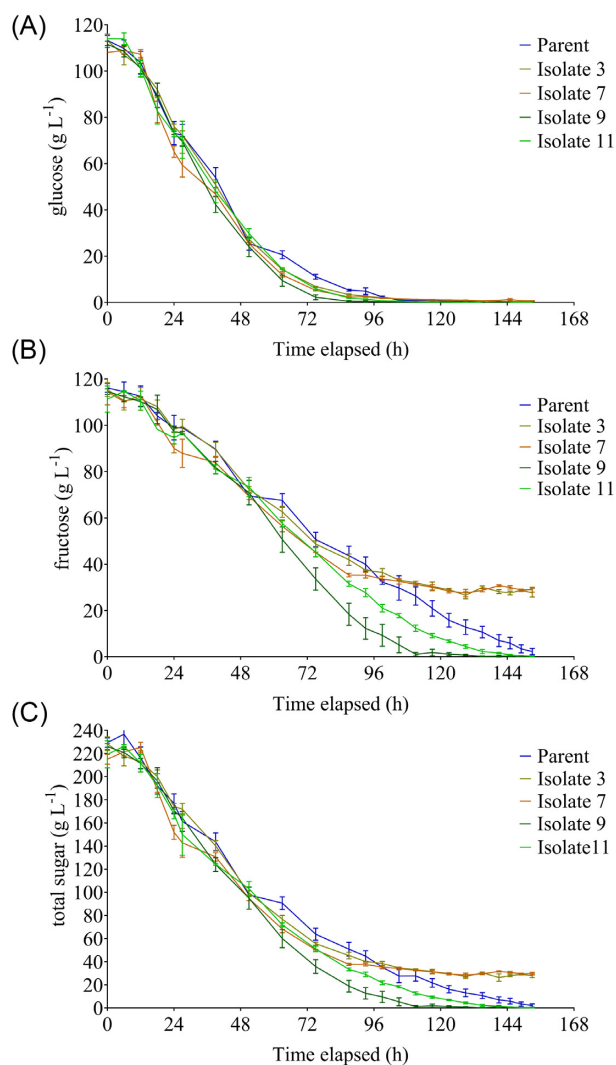 (A)
120
100
80
60
40
20
0
glucose (g L⁻¹)
0 24 48 72 96 120 144 168
Time elapsed (h)
Parent
Isolate 3
Isolate 7
Isolate 9
Isolate 11
(B)
120
100
80
60
40
20
0
fructose (g L⁻¹)
0 24 48 72 96 120 144 168
Time elapsed (h)
Parent
Isolate 3
Isolate 7
Isolate 9
Isolate 11
(C)
240
220
200
180
160
140
120
100
80
60
40
20
0
total sugar (g L⁻¹)
0 24 48 72 96 120 144 168
Time elapsed (h)
Parent
Isolate 3
Isolate 7
Isolate 9
Isolate11